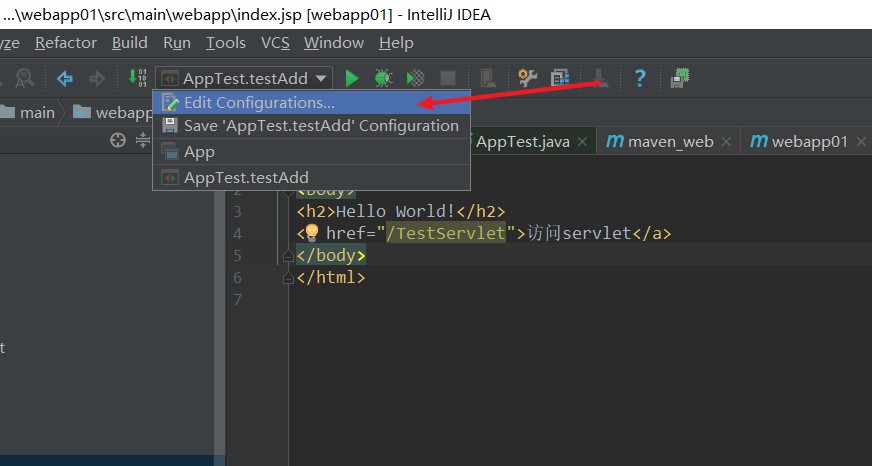 ...\webapp01\src\main\webapp\index.jsp [webapp01] - IntelliJ IDEA
yze Refactor Build Run Tools VCS Window Help
AppTest.testAdd
main webapp
Edit Configurations...
Save 'AppTest.testAdd' Configuration
App
AppTest.testAdd
AppTest.java maven_web webapp01
2 <body>
3 <h2>Hello World!</h2>
4 < href="/TestServlet">访问servlet</a>
5 </body>
6 </html>
7
t